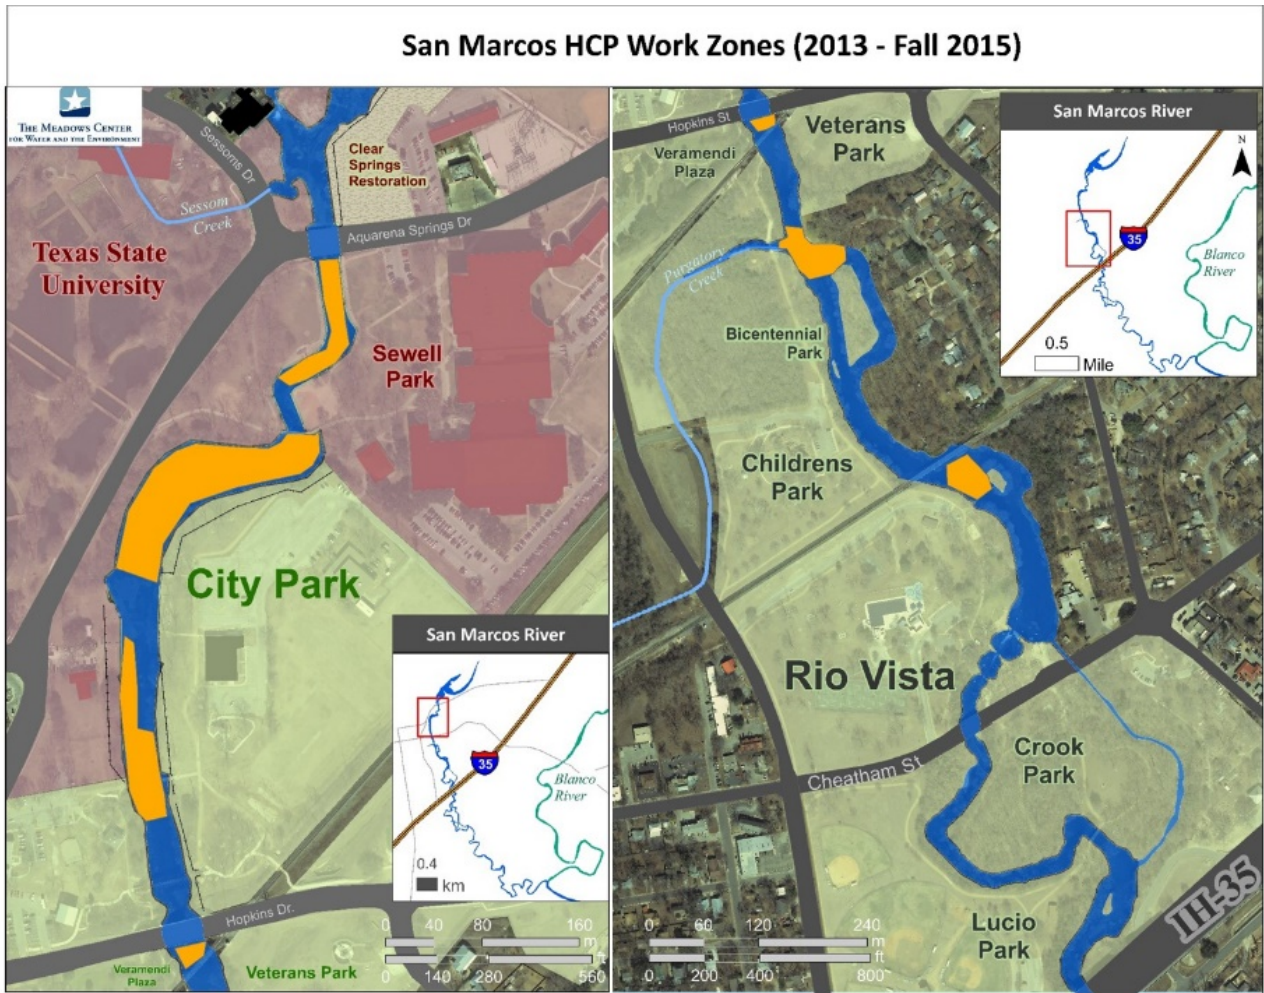 San Marcos HCP Work Zones (2013 - Fall 2015)
THE MEADOWS CENTER
FOR WATER AND THE ENVIRONMENT
Sessoms Dr
Clear
Springs
Restoration
Sessom
Creek
Aquarena Springs Dr
Texas State
University
Sewell
Park
City Park
San Marcos River
35
Blanco
River
0.4
km
Hopkins Dr.
0 40 80 160
m
ft
0 140 280 560
Veramendi
Plaza
Veterans Park
Hopkins St
Veramendi
Plaza
Veterans
Park
San Marcos River
N
35
Blanco
River
0.5
Mile
Purgatory
Creek
Bicentennial
Park
Childrens
Park
Rio Vista
Crook
Park
Cheatham St
IH-35
Lucio
Park
0 60 120 240
m
ft
0 200 400 800